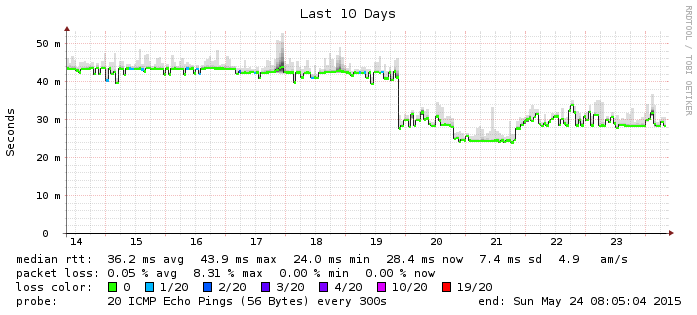 Last 10 Days
RRDTOOL / TOBI OETIKER
Seconds
50 m
40 m
30 m
20 m
10 m
0
14 15 16 17 18 19 20 21 22 23
median rtt: 36.2 ms avg 43.9 ms max 24.0 ms min 28.4 ms now 7.4 ms sd 4.9 am/s
packet loss: 0.05 % avg 8.31 % max 0.00 % min 0.00 % now
loss color: 0 1/20 2/20 3/20 4/20 10/20 19/20
probe: 20 ICMP Echo Pings (56 Bytes) every 300s end: Sun May 24 08:05:04 2015